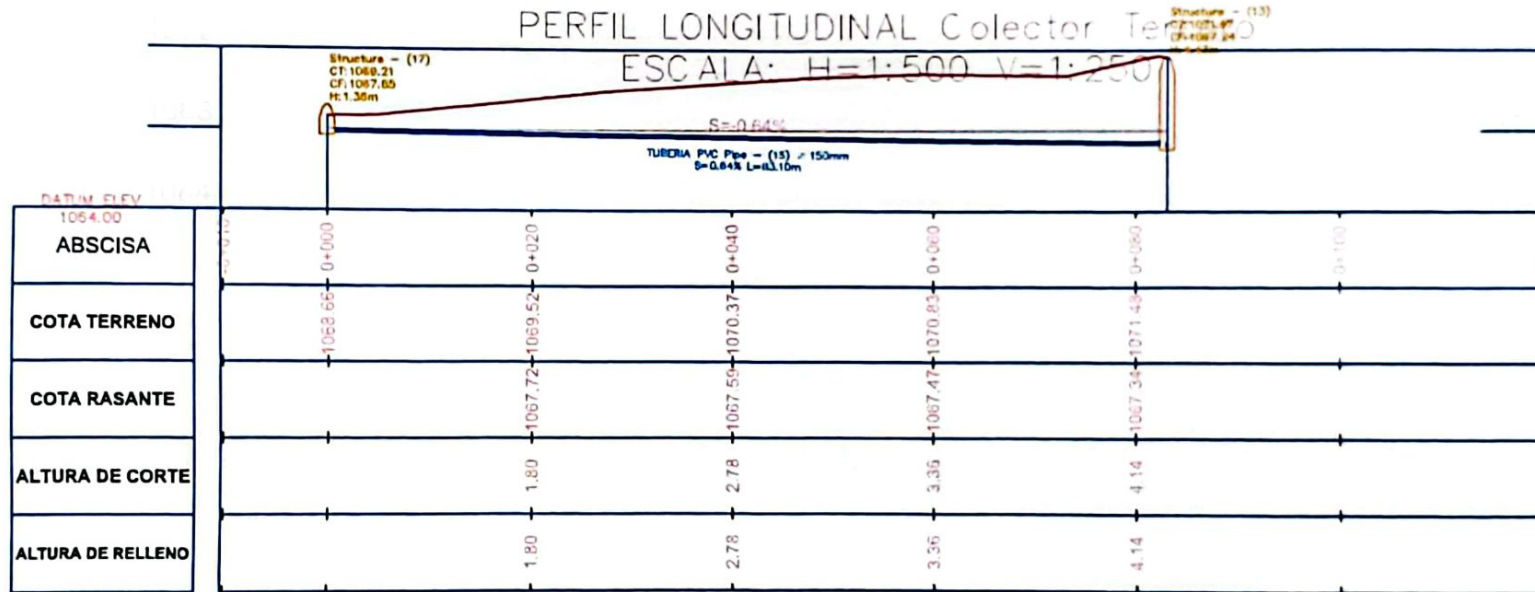 PERFIL LONGITUDINAL Colector
ESCALA: H=1:500 V=1:250
Structure - (17)
CT:1069.21
CF:1067.65
H:1.36m
Structure - (13)
S=-0.64%
TUBERIA PVC Pipe - (15) 150mm
S=0.64%
DATUM ELEV
1064.00
ABSCISA 0+000 0+020 0+040 0+060 0+080 0+100
COTA TERRENO 1068.66 1069.52 1070.37 1070.83 1071.48
COTA RASANTE 1067.72 1067.59 1067.47 1067.34
ALTURA DE CORTE 1.80 2.78 3.36 4.14
ALTURA DE RELLENO 1.80 2.78 3.36 4.14